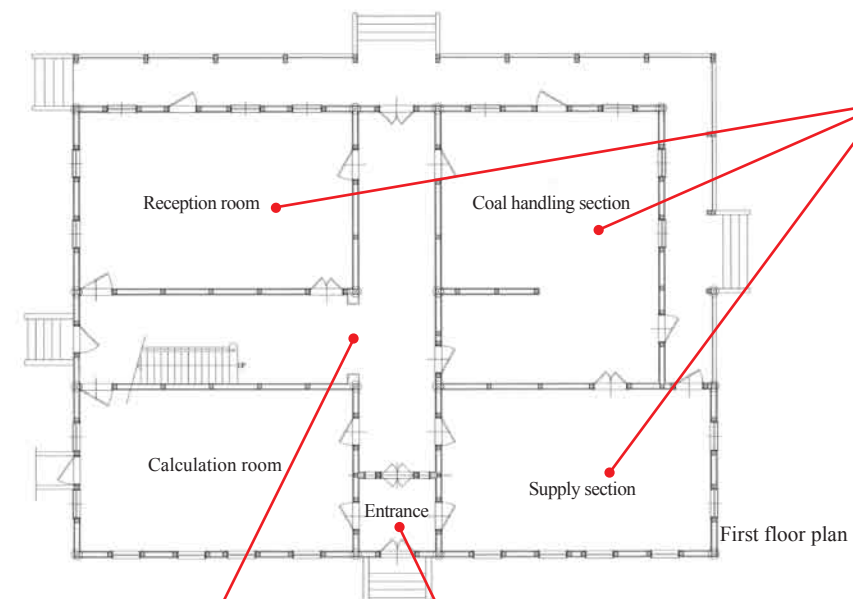 Reception room
Coal handling section
Calculation room
Supply section
Entrance
First floor plan